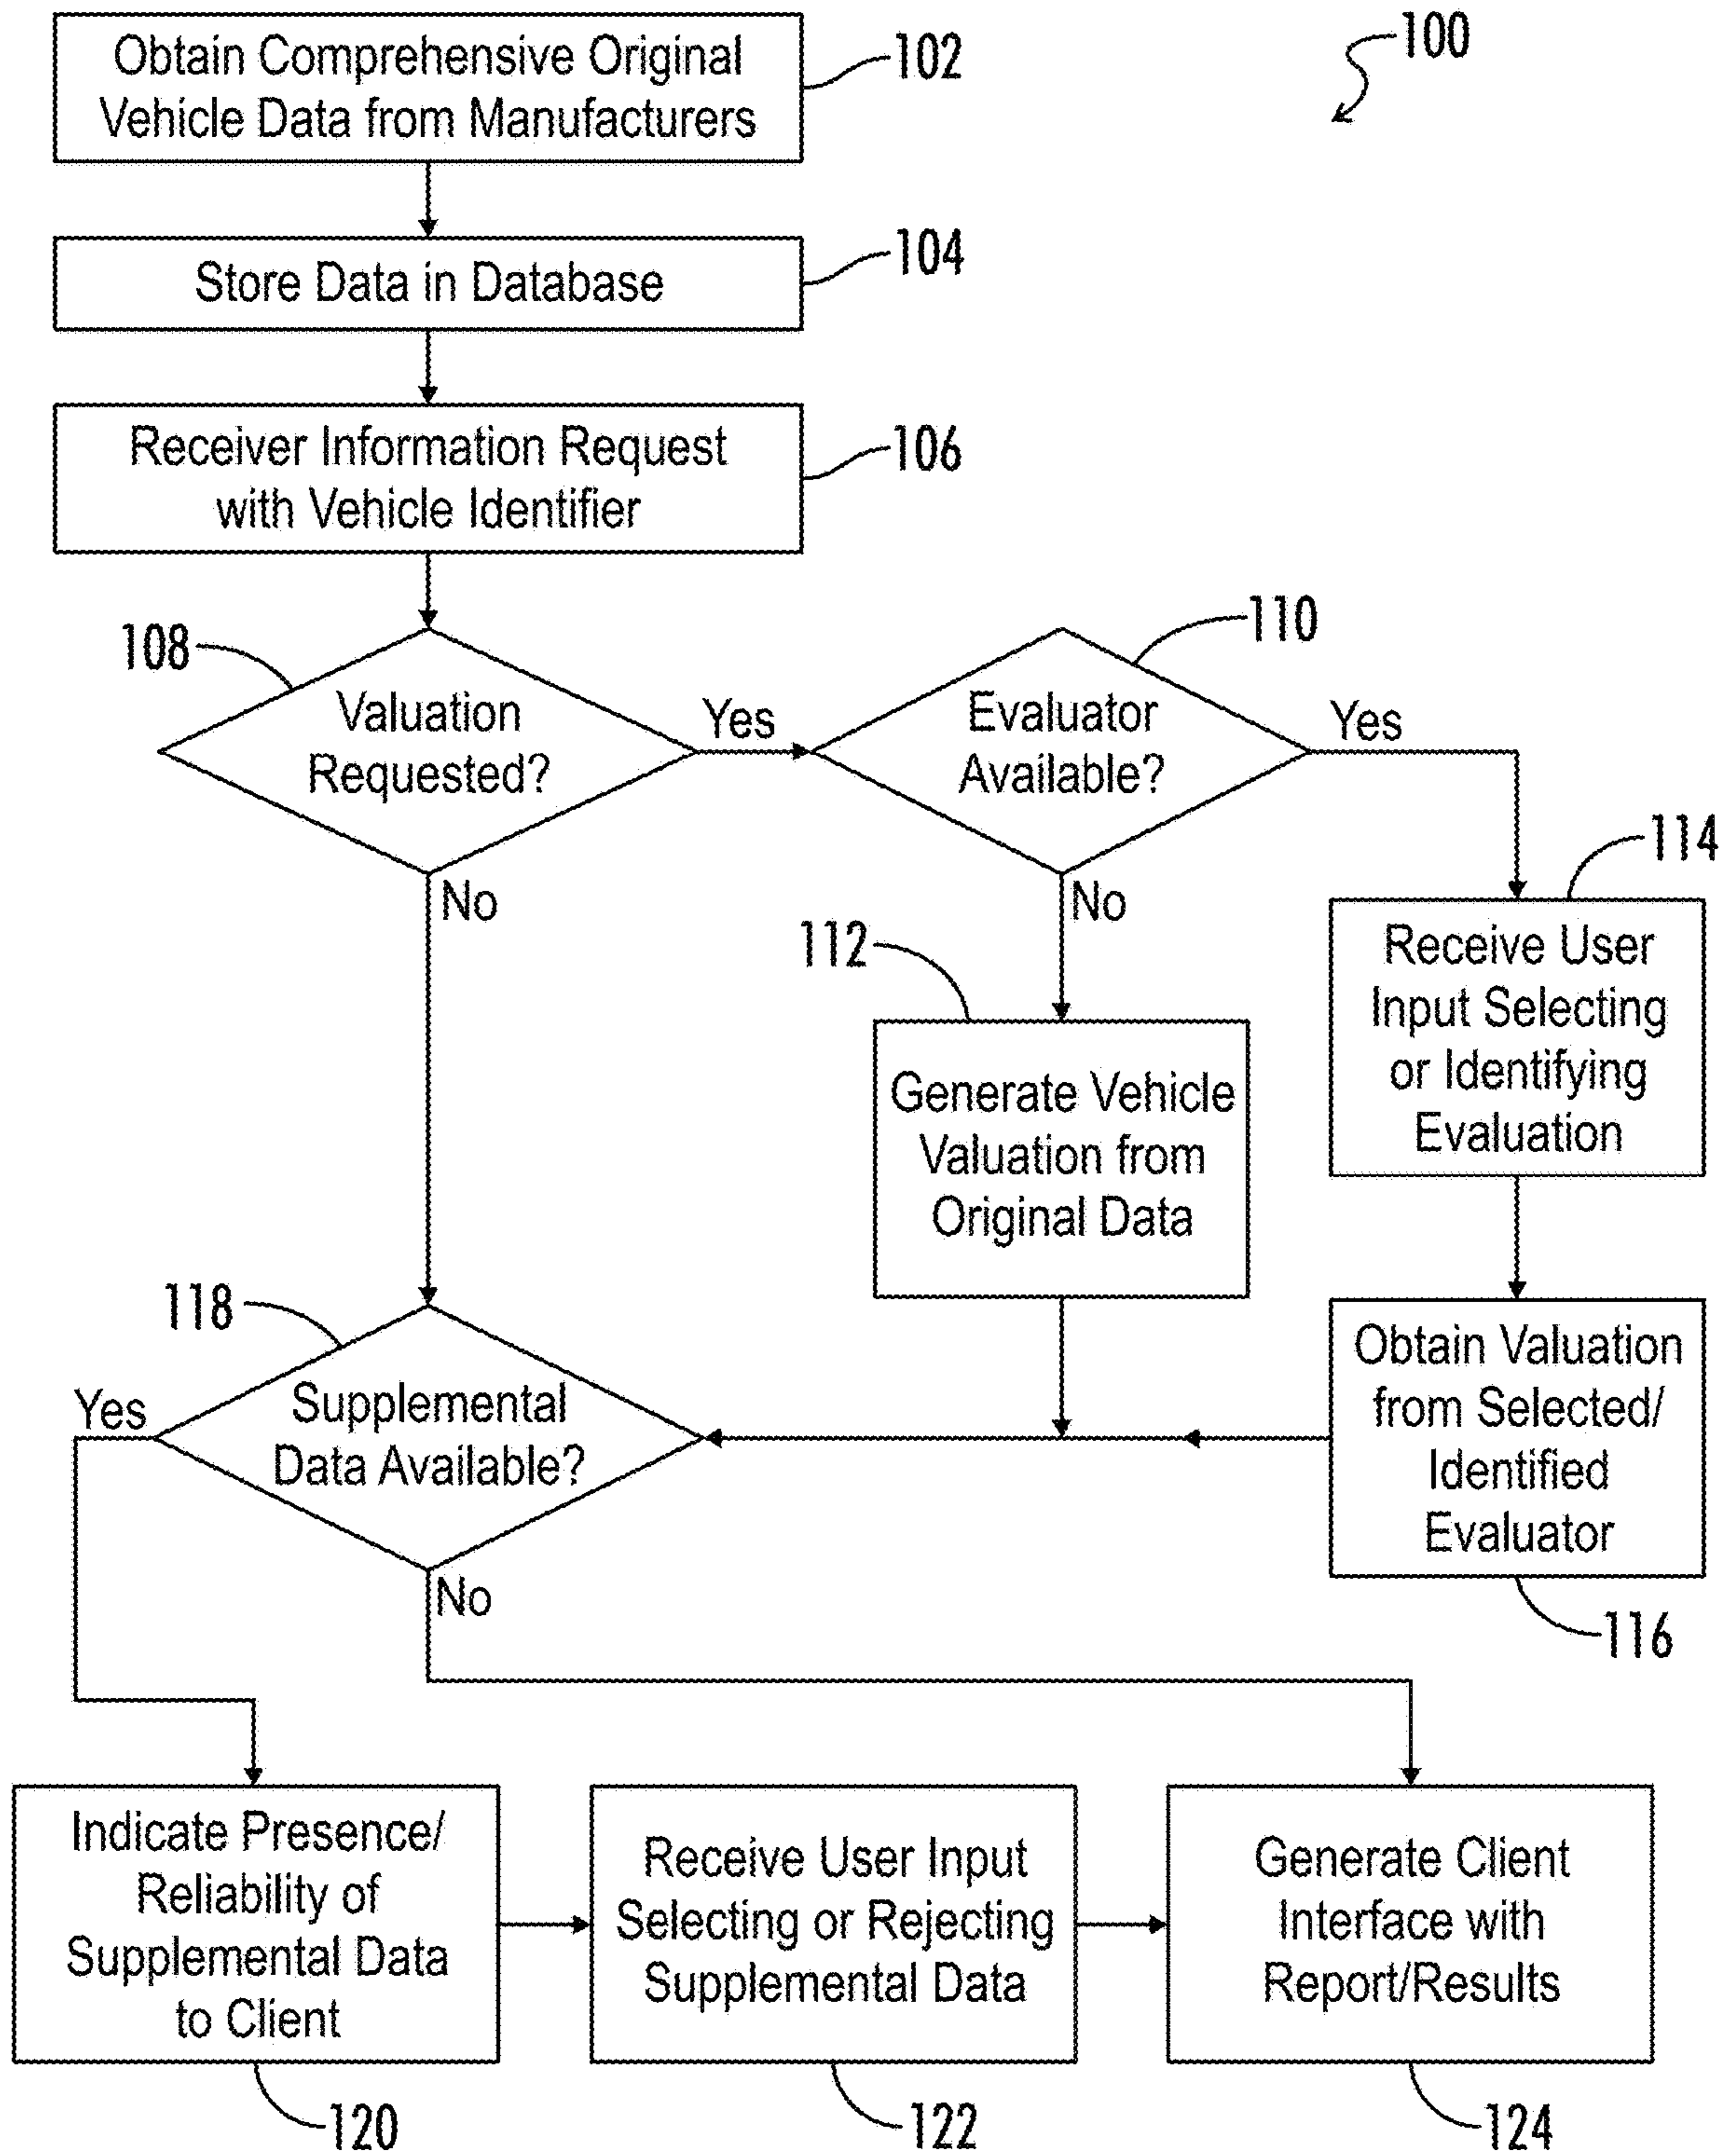 100
Obtain Comprehensive Original
Vehicle Data from Manufacturers
102
Store Data in Database
104
Receiver Information Request
with Vehicle Identifier
106
108
Valuation
Requested?
Yes
No
110
Evaluator
Available?
Yes
No
112
Generate Vehicle
Valuation from
Original Data
114
Receive User
Input Selecting
or Identifying
Evaluation
Obtain Valuation
from Selected/
Identified
Evaluator
116
118
Supplemental
Data Available?
Yes
No
Indicate Presence/
Reliability of
Supplemental Data
to Client
120
Receive User Input
Selecting or Rejecting
Supplemental Data
122
Generate Client
Interface with
Report/Results
124